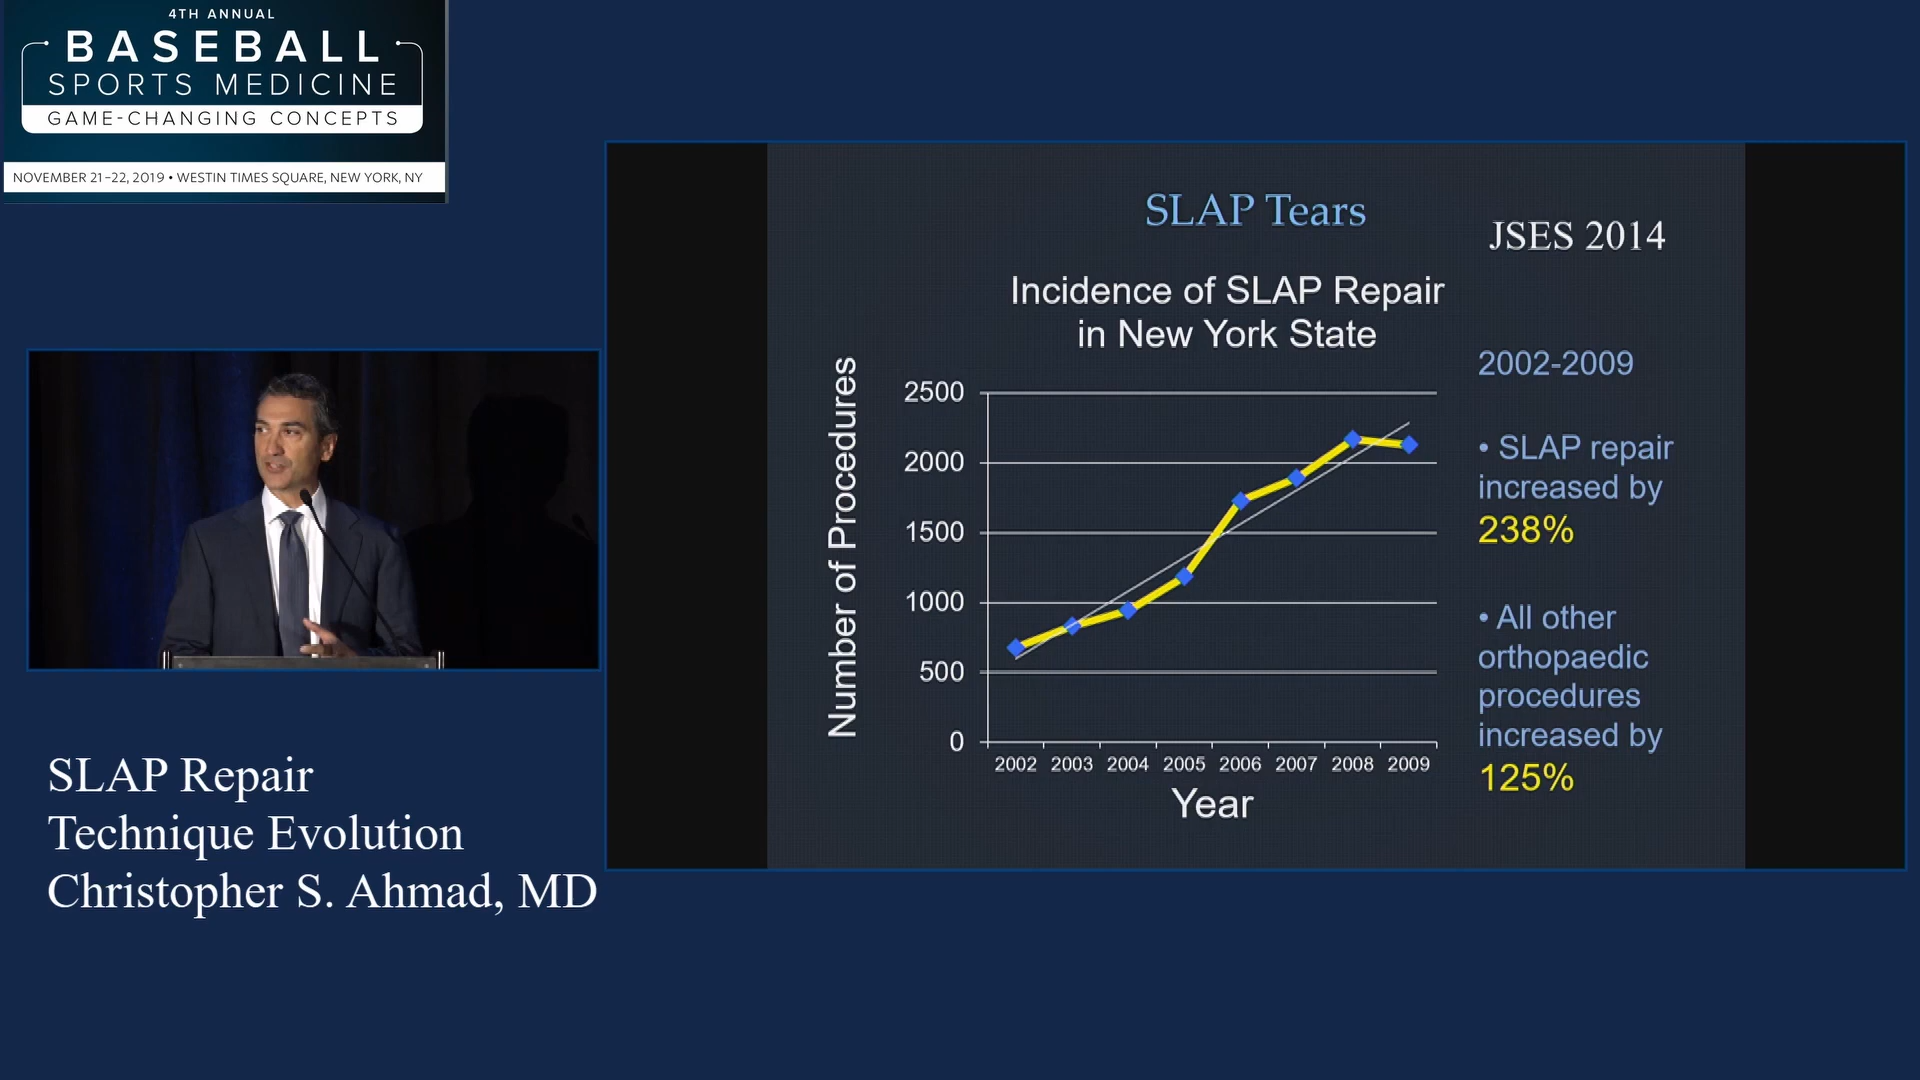 4TH ANNUAL
BASEBALL
SPORTS MEDICINE
GAME-CHANGING CONCEPTS
NOVEMBER 21-22, 2019 • WESTIN TIMES SQUARE, NEW YORK, NY
SLAP Tears
JSES 2014
Incidence of SLAP Repair
in New York State
Number of Procedures
2500
2000
1500
1000
500
0
2002 2003 2004 2005 2006 2007 2008 2009
Year
2002-2009
• SLAP repair
increased by
238%
• All other
orthopaedic
procedures
increased by
125%
SLAP Repair
Technique Evolution
Christopher S. Ahmad, MD